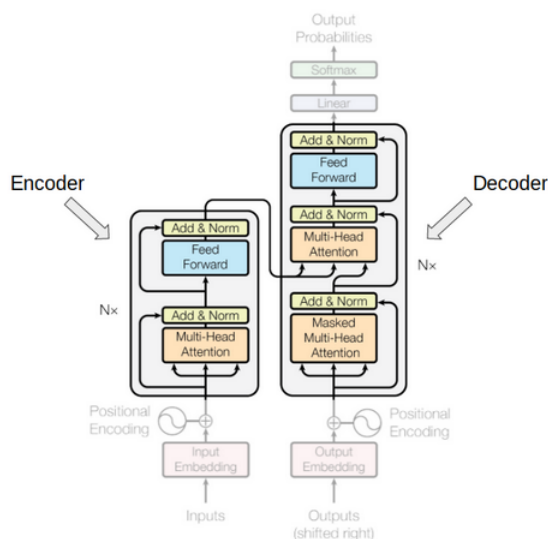 Output
Probabilities
Softmax
Linear
Add & Norm
Feed
Forward
Add & Norm
Multi-Head
Attention
Add & Norm
Masked
Multi-Head
Attention
Nx
Decoder
Encoder
Add & Norm
Feed
Forward
Add & Norm
Multi-Head
Attention
Nx
Positional
Encoding
Input
Embedding
Inputs
Positional
Encoding
Output
Embedding
Outputs
(shifted right)